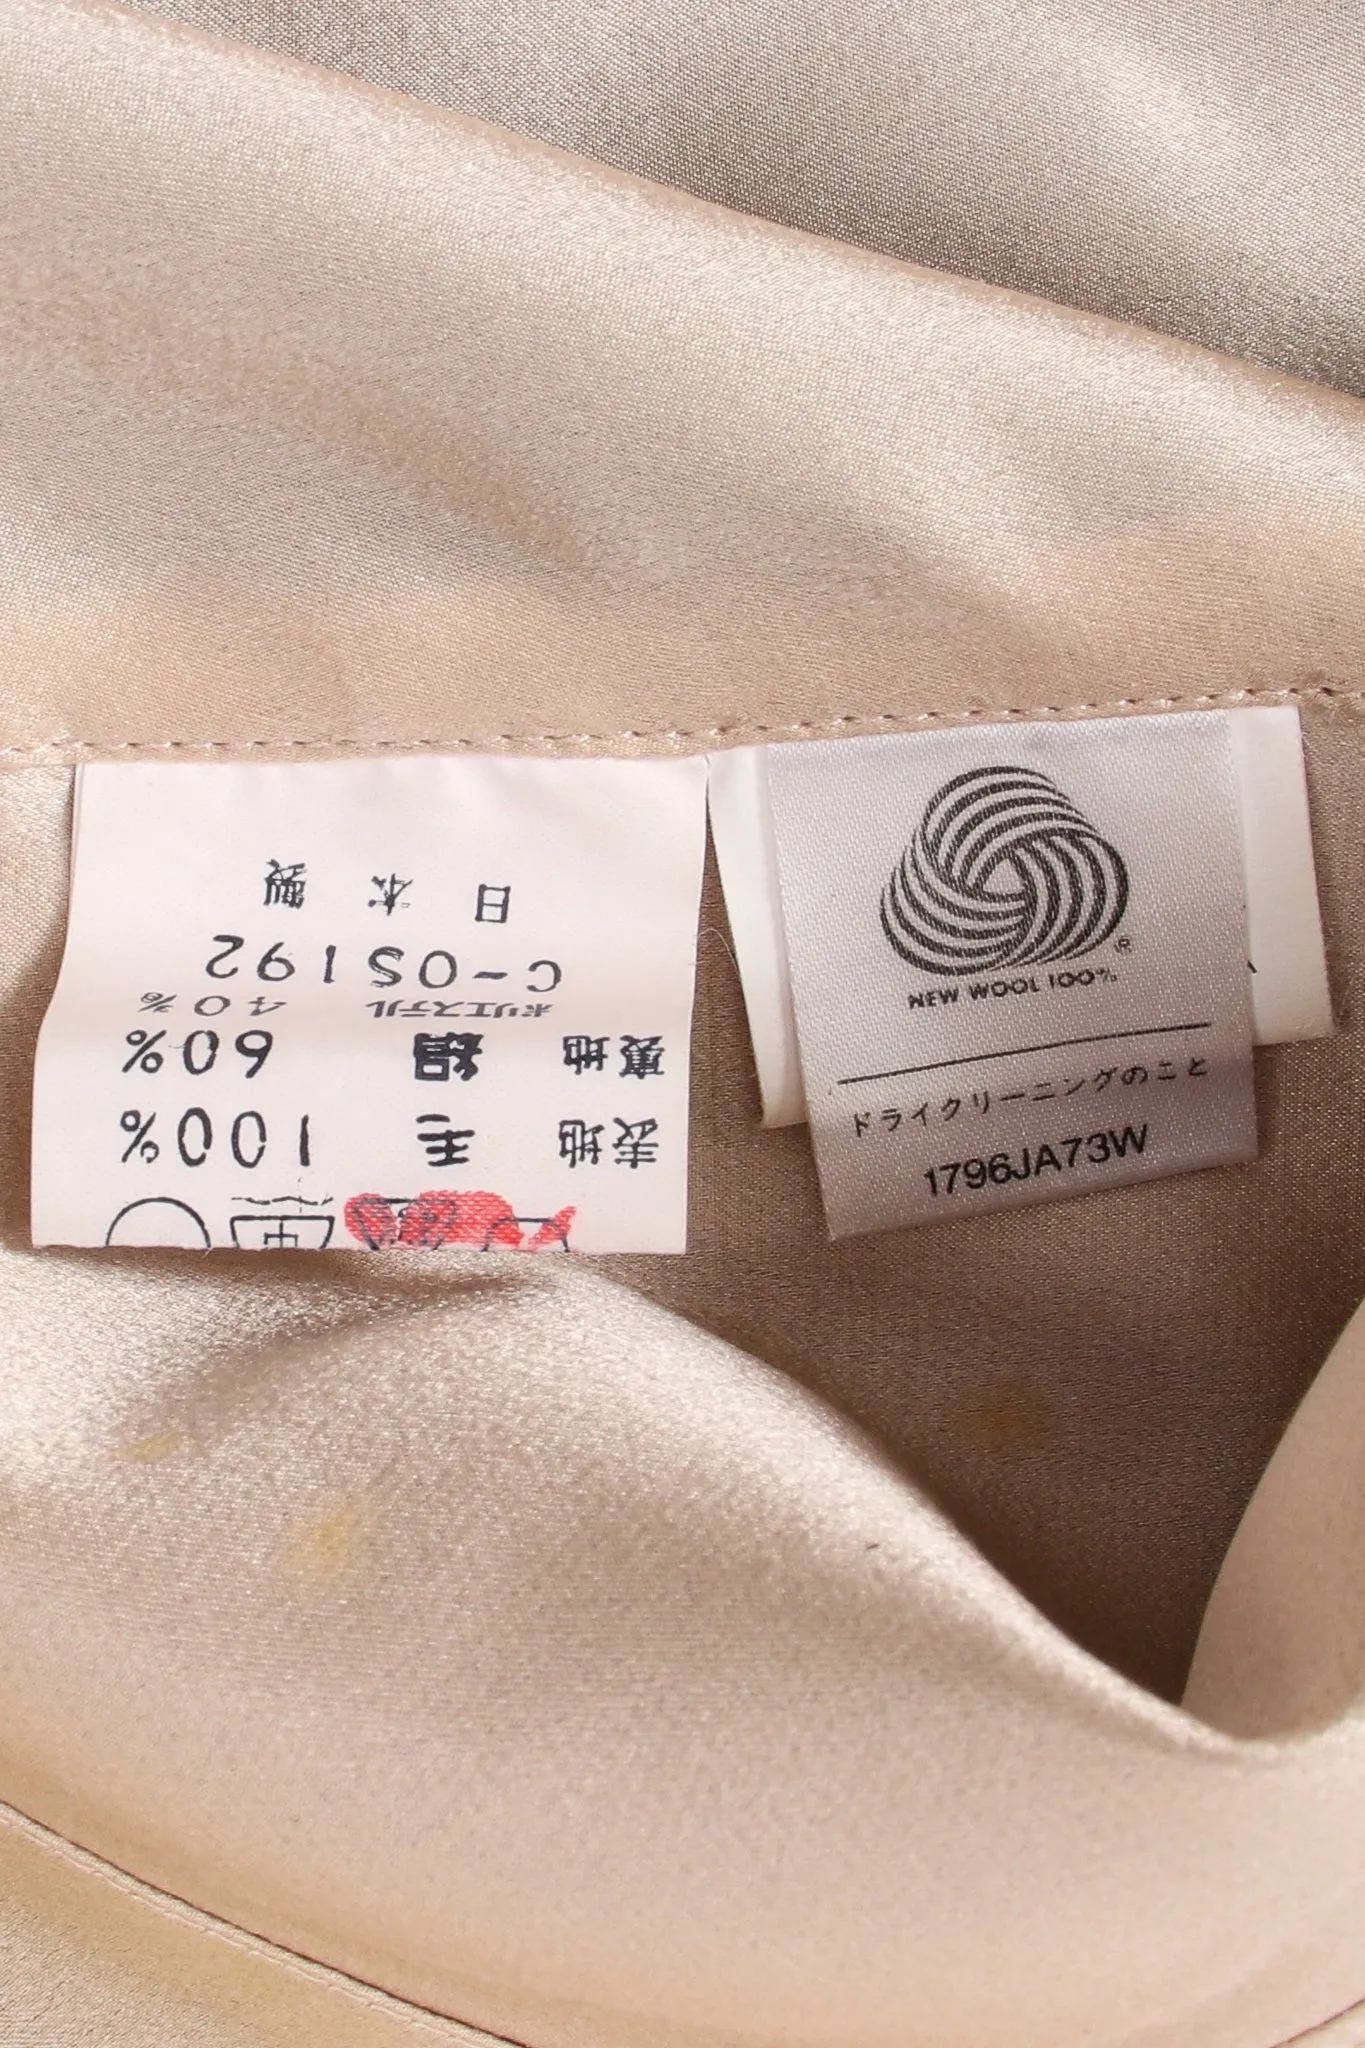 表地 毛 100%
裏地 絹 60%
ポリエステル 40%
C-OS192
日本製
NEW WOOL 100%
ドライクリーニングのこと
1796JA73W